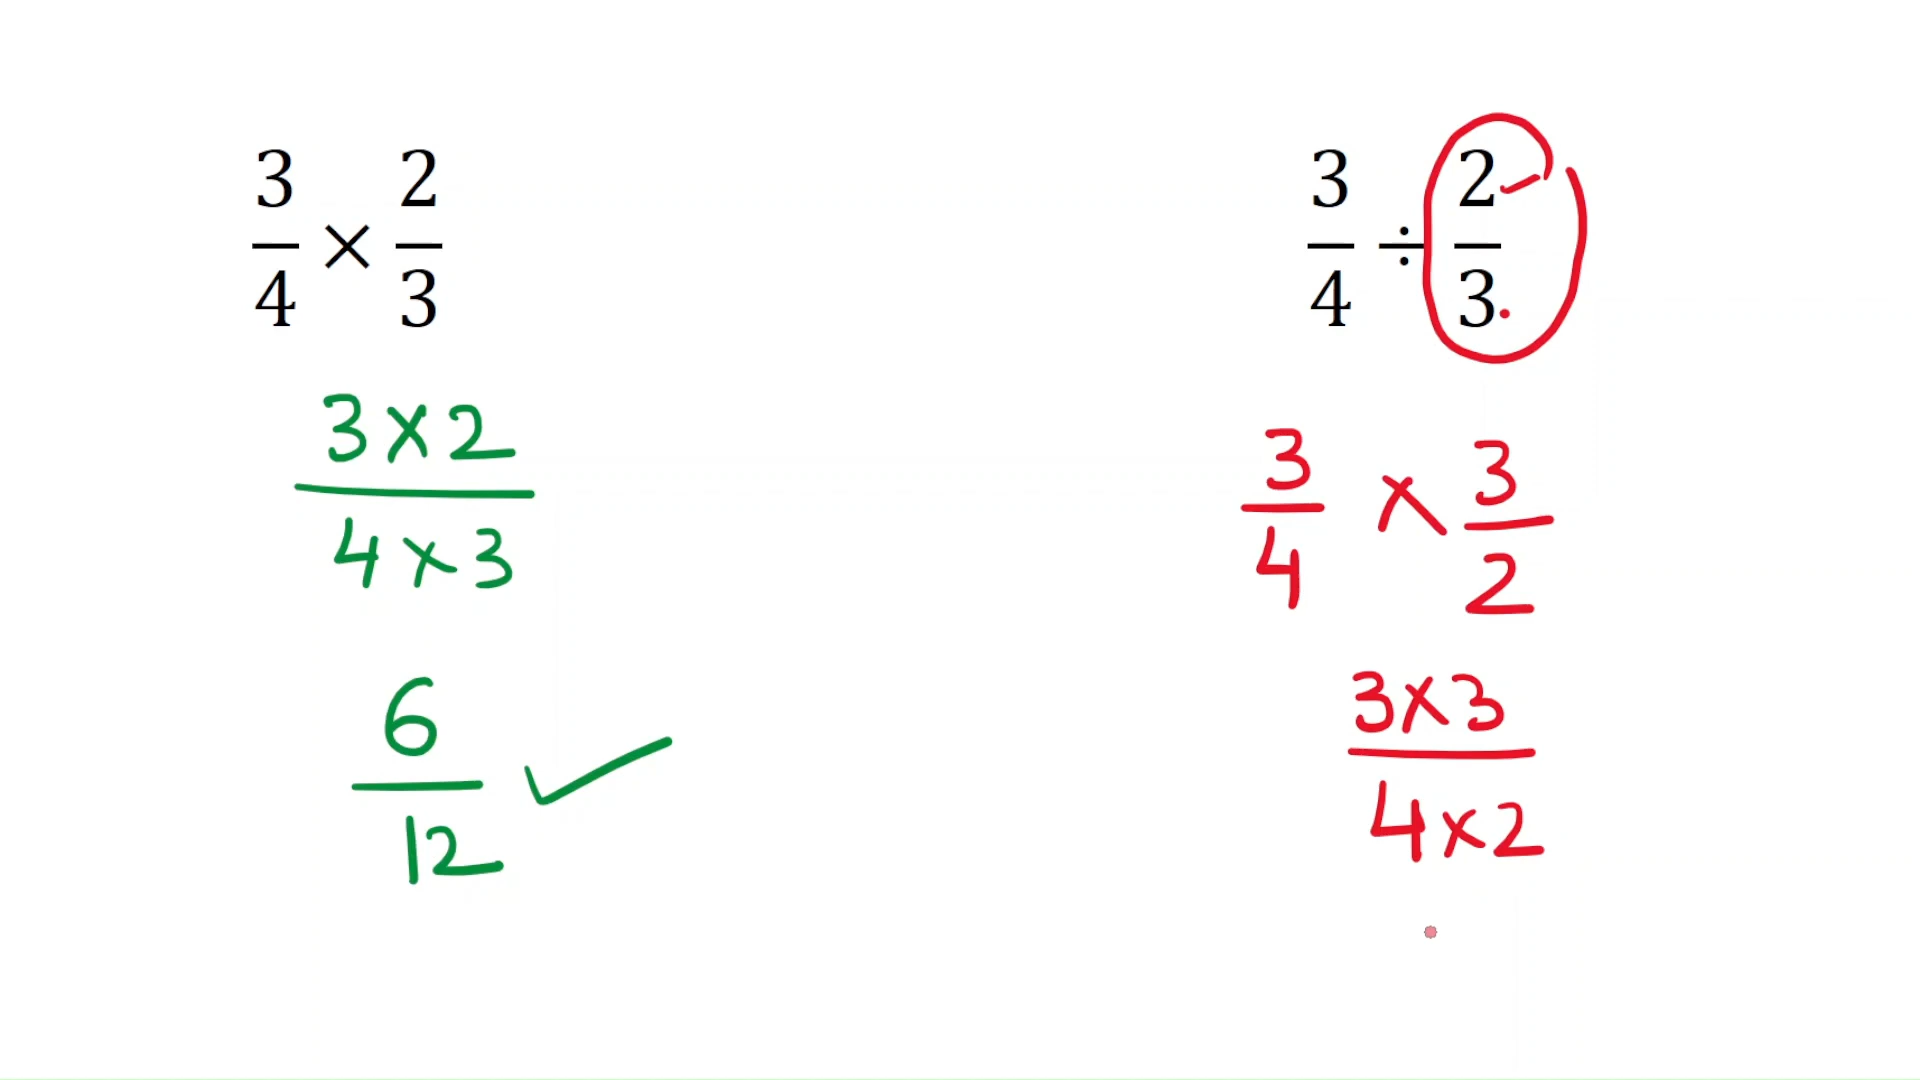 3/4 × 2/3
3×2/4×3
6/12 ✓
3/4 ÷ 2/3
3/4 × 3/2
3×3/4×2